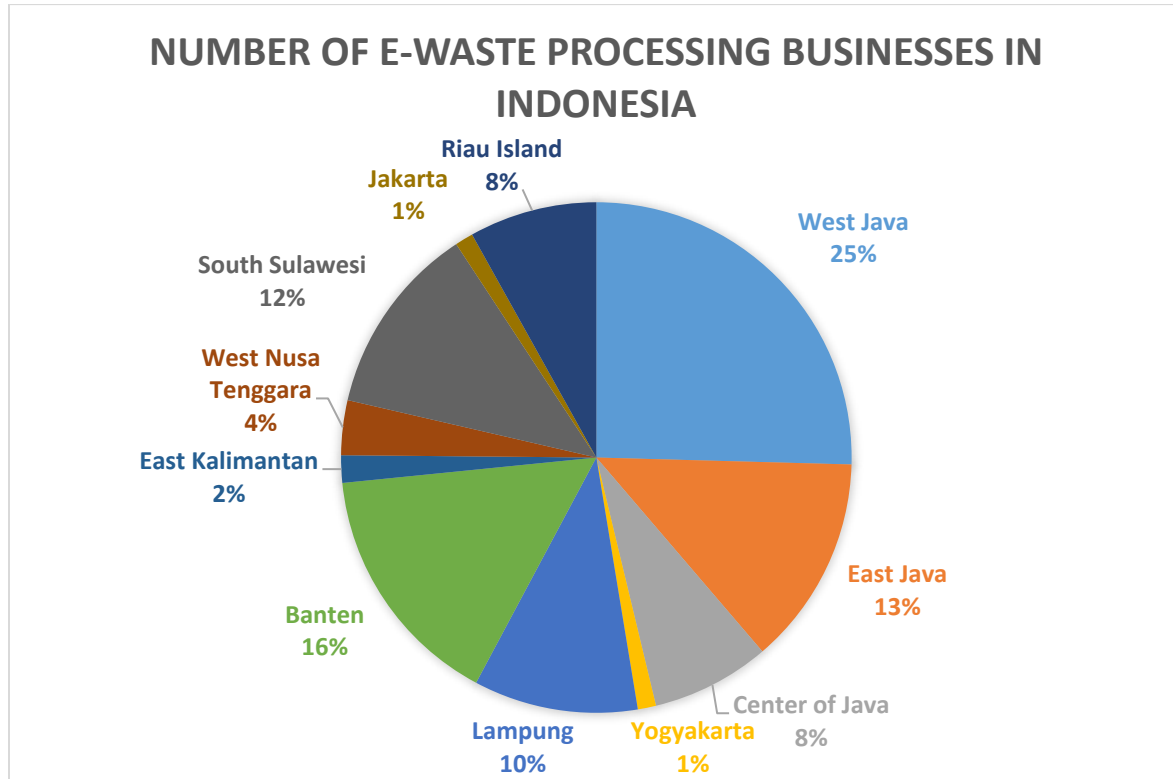 NUMBER OF E-WASTE PROCESSING BUSINESSES IN
INDONESIA
Riau Island
8%
Jakarta
1%
West Java
25%
South Sulawesi
12%
West Nusa
Tenggara
4%
East Kalimantan
2%
East Java
13%
Banten
16%
Center of Java
8%
Lampung
10%
Yogyakarta
1%